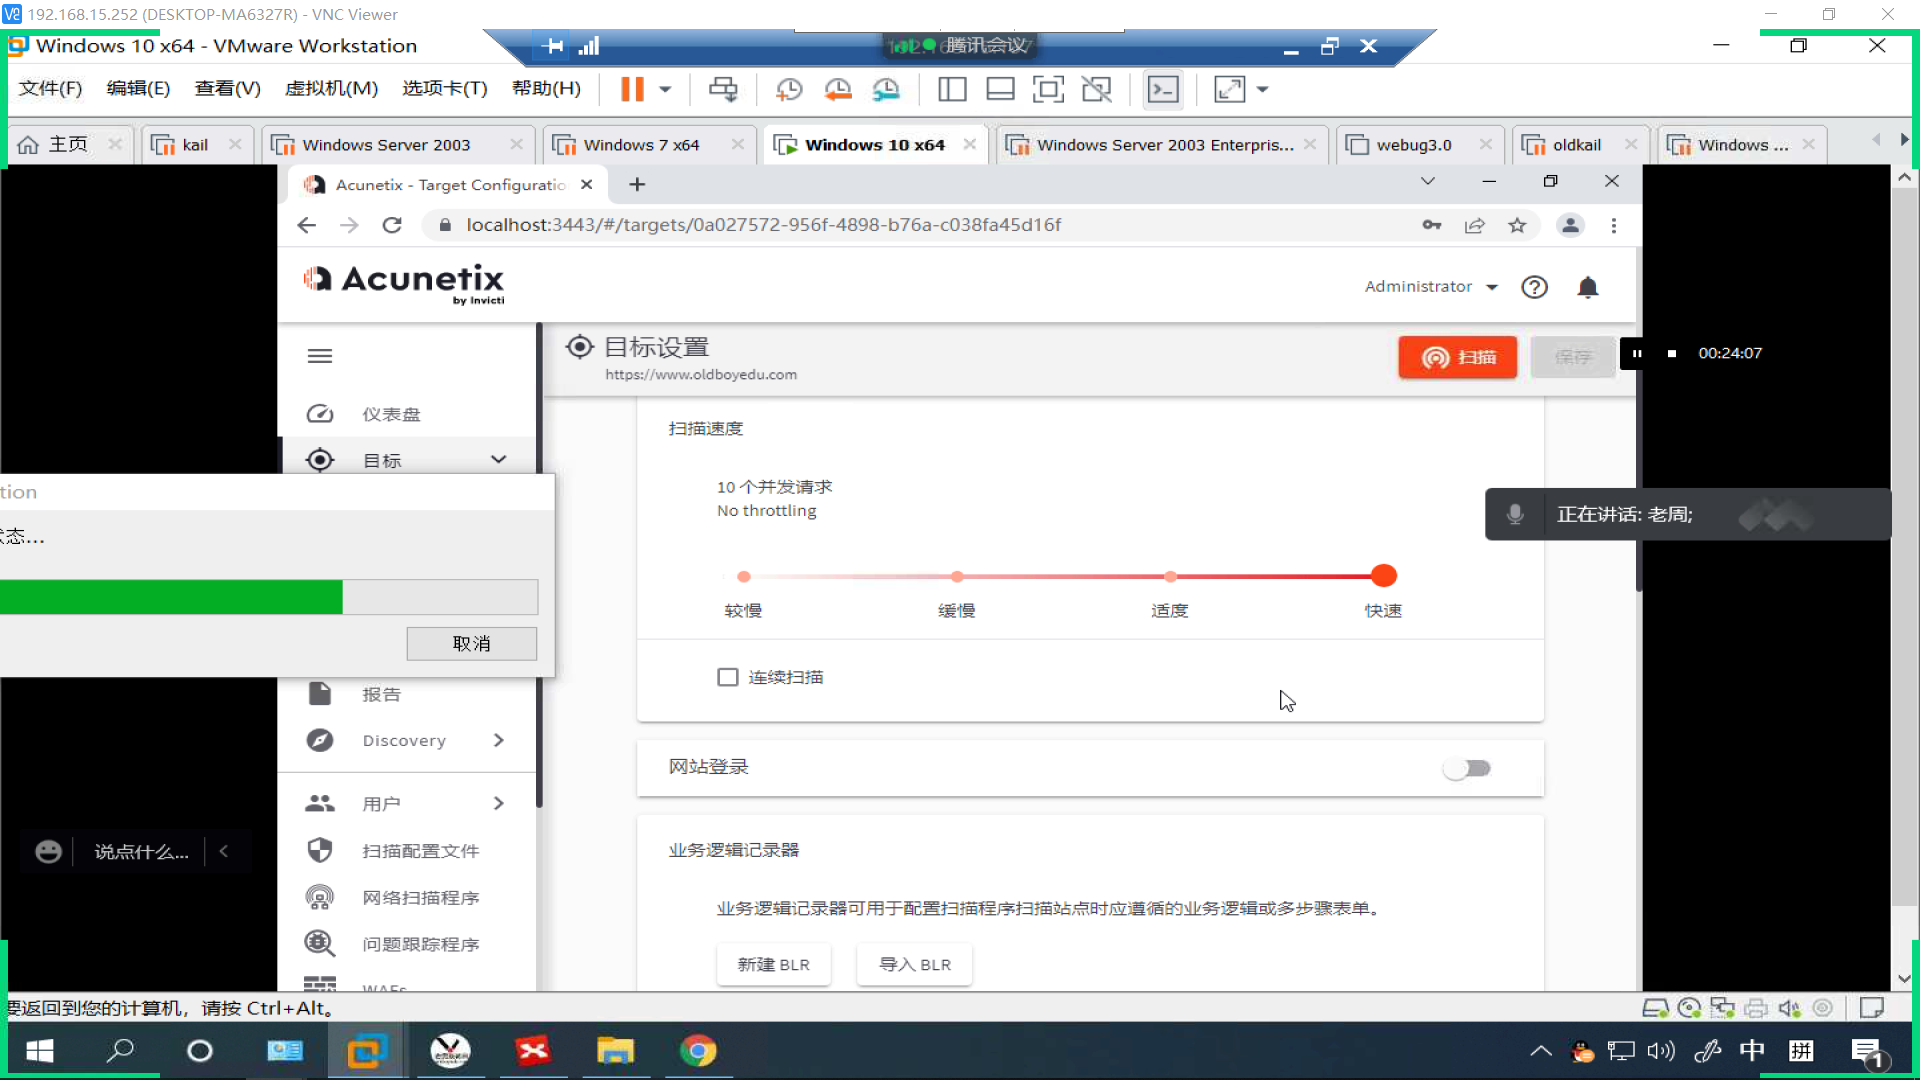 192.168.15.252 (DESKTOP-MA6327R) - VNC Viewer
Windows 10 x64 - VMware Workstation
腾讯会议
文件(F) 编辑(E) 查看(V) 虚拟机(M) 选项卡(T) 帮助(H)
主页 kail Windows Server 2003 Windows 7 x64 Windows 10 x64 Windows Server 2003 Enterpris... webug3.0 oldkail Windows ...
Acunetix - Target Configuratio
localhost:3443/#/targets/0a027572-956f-4898-b76a-c038fa45d16f
Acunetix
by Invicti
Administrator
目标设置
https://www.oldboyedu.com
扫描
保存
00:24:07
仪表盘
目标
tion
状态...
取消
报告
Discovery
用户
扫描配置文件
网络扫描程序
问题跟踪程序
WAFs
扫描速度
10 个并发请求
No throttling
较慢 缓慢 适度 快速
连续扫描
正在讲话: 老周;
网站登录
业务逻辑记录器
业务逻辑记录器可用于配置扫描程序扫描站点时应遵循的业务逻辑或多步骤表单。
新建 BLR 导入 BLR
说点什么...
要返回到您的计算机，请按 Ctrl+Alt。
中 拼 1